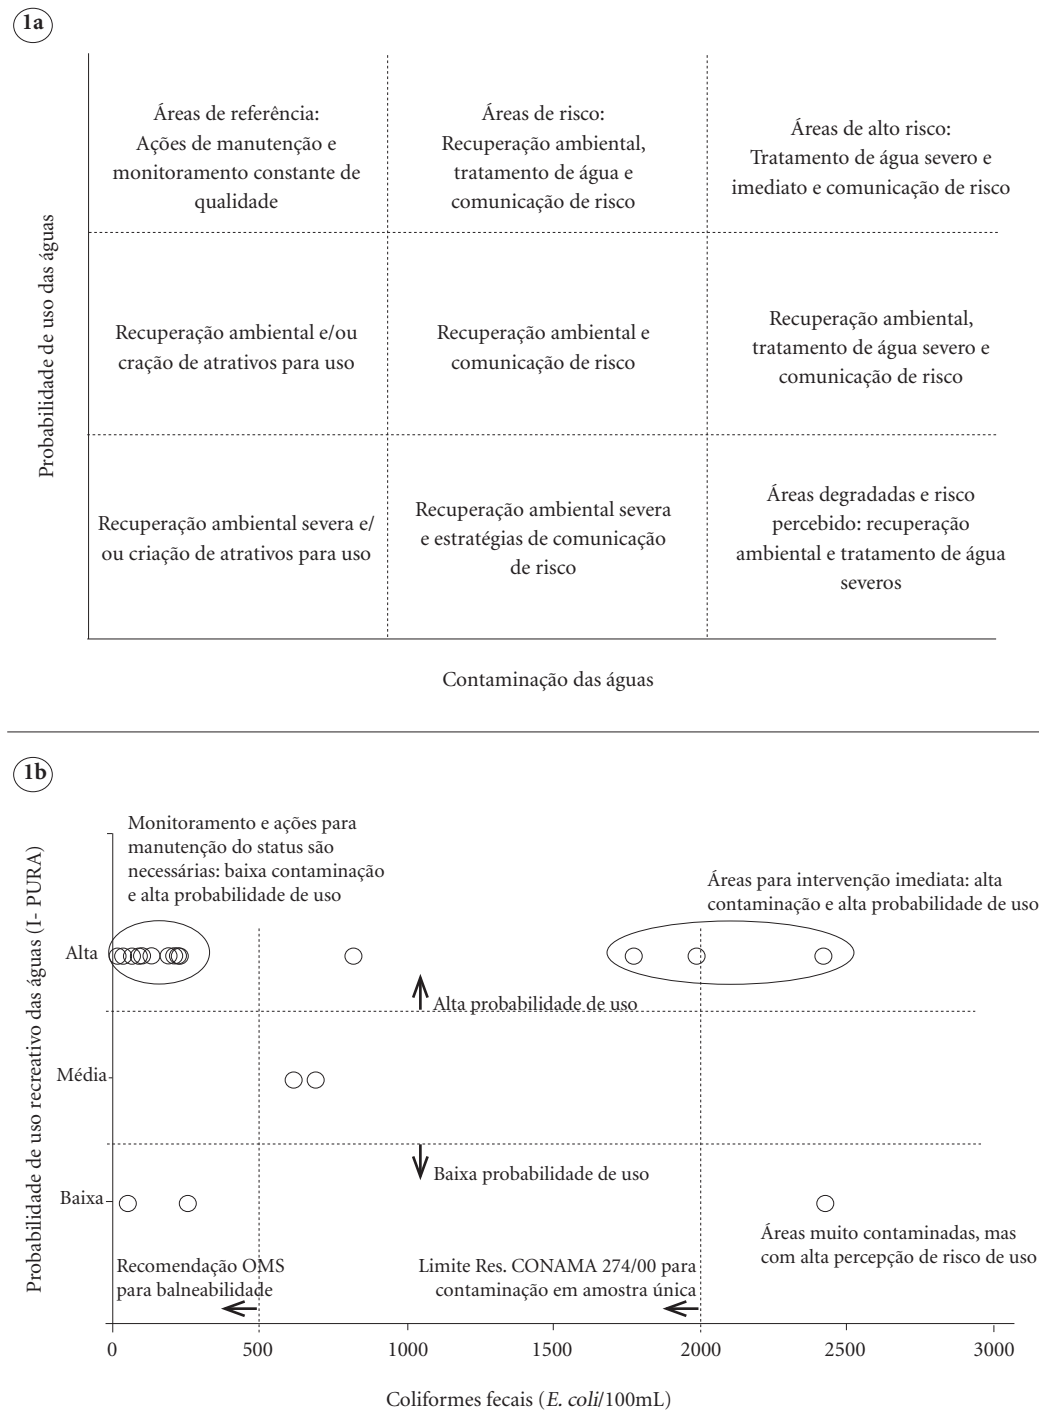 1a
Probabilidade de uso das águas
Áreas de referência:
Ações de manutenção e
monitoramento constante de
qualidade
Áreas de risco:
Recuperação ambiental,
tratamento de água e
comunicação de risco
Áreas de alto risco:
Tratamento de água severo e
imediato e comunicação de risco
Recuperação ambiental e/ou
cração de atrativos para uso
Recuperação ambiental e
comunicação de risco
Recuperação ambiental,
tratamento de água severo e
comunicação de risco
Recuperação ambiental severa e/
ou criação de atrativos para uso
Recuperação ambiental severa
e estratégias de comunicação
de risco
Áreas degradadas e risco
percebido: recuperação
ambiental e tratamento de água
severos
Contaminação das águas
1b
Probabilidade de uso recreativo das águas (I- PURA)
Monitoramento e ações para
manutenção do status são
necessárias: baixa contaminação
e alta probabilidade de uso
Áreas para intervenção imediata: alta
contaminação e alta probabilidade de uso
Alta
Alta probabilidade de uso
Média
Baixa probabilidade de uso
Baixa
Áreas muito contaminadas, mas
com alta percepção de risco de uso
Recomendação OMS
para balneabilidade
Limite Res. CONAMA 274/00 para
contaminação em amostra única
0 500 1000 1500 2000 2500 3000
Coliformes fecais (E. coli/100mL)